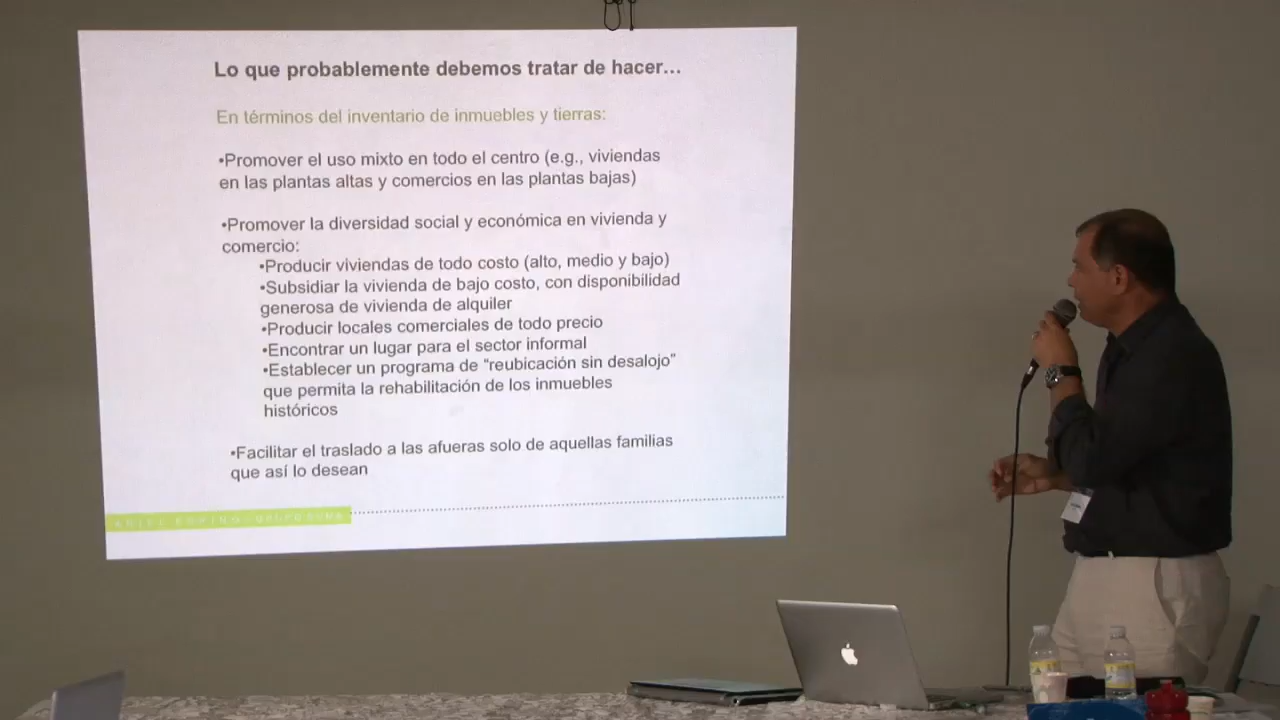 Lo que probablemente debemos tratar de hacer...
En términos del inventario de inmuebles y tierras:
•Promover el uso mixto en todo el centro (e.g., viviendas
en las plantas altas y comercios en las plantas bajas)
•Promover la diversidad social y económica en vivienda y
comercio:
•Producir viviendas de todo costo (alto, medio y bajo)
•Subsidiar la vivienda de bajo costo, con disponibilidad
generosa de vivienda de alquiler
•Producir locales comerciales de todo precio
•Encontrar un lugar para el sector informal
•Establecer un programa de “reubicación sin desalojo”
que permita la rehabilitación de los inmuebles
históricos
•Facilitar el traslado a las afueras solo de aquellas familias
que así lo desean